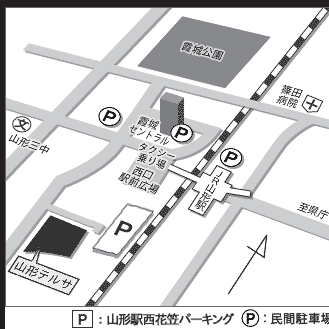 霞城公園
篠田
病院
P
文
山形三中
霞城
セントラル
P
タクシー
乗り場
西口
駅前広場
P
JR山形駅
至県庁
P
山形テルサ
P：山形駅西花笠パーキング P：民間駐車場